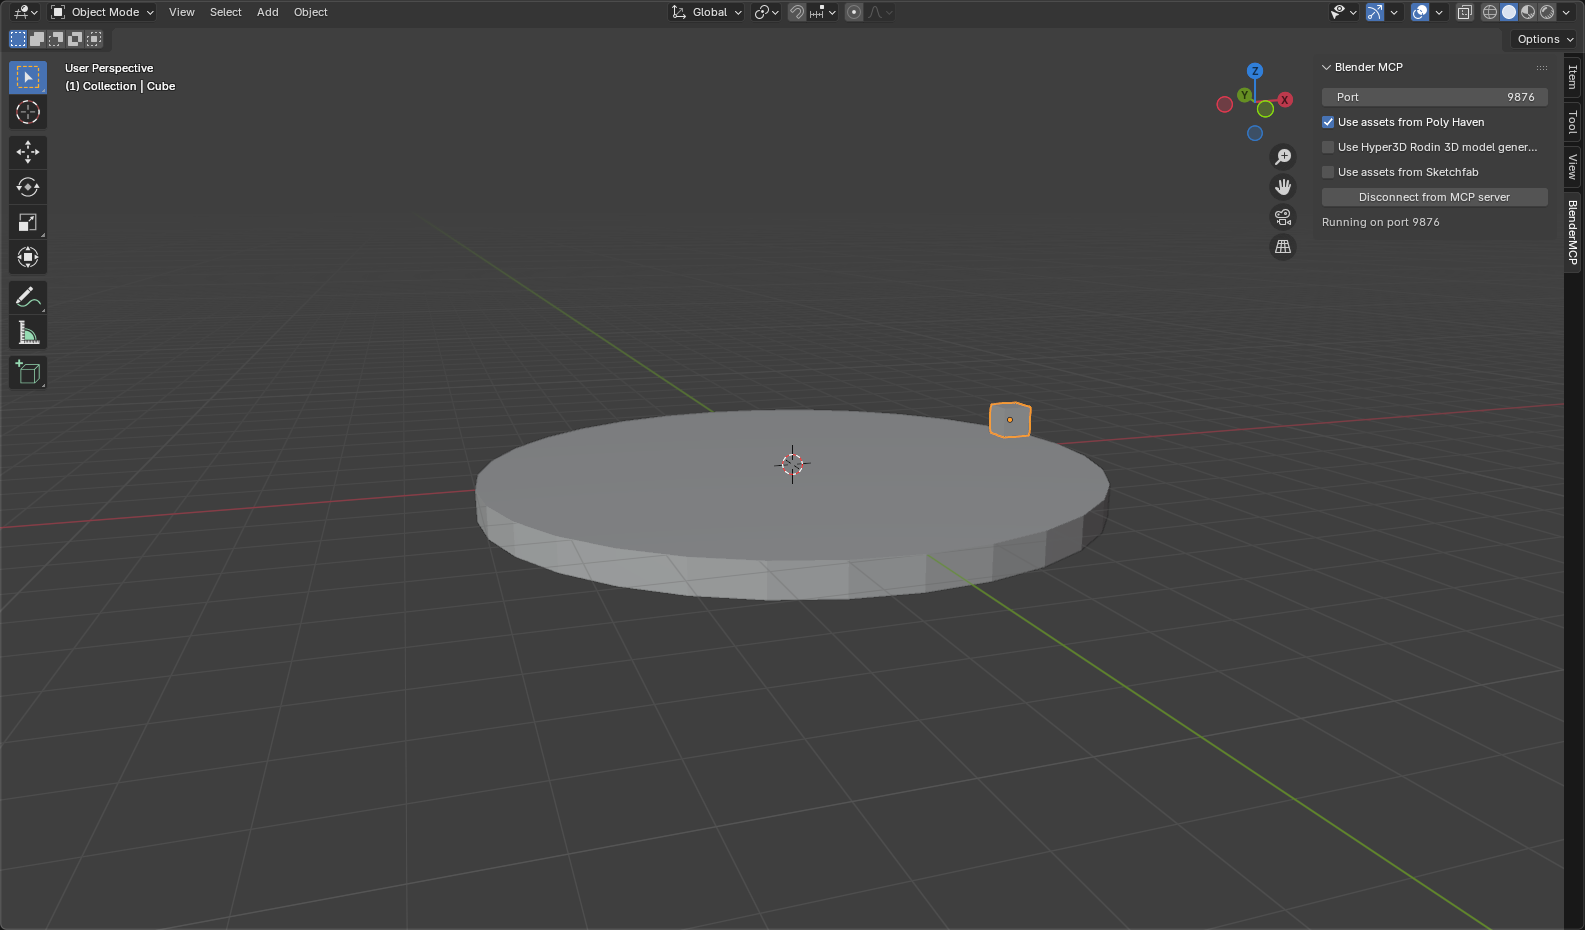 Object Mode View Select Add Object Global
Options
User Perspective
(1) Collection | Cube
Z
Y
X
Blender MCP
Port 9876
Use assets from Poly Haven
Use Hyper3D Rodin 3D model gener...
Use assets from Sketchfab
Disconnect from MCP server
Running on port 9876
Item
Tool
View
BlenderMCP